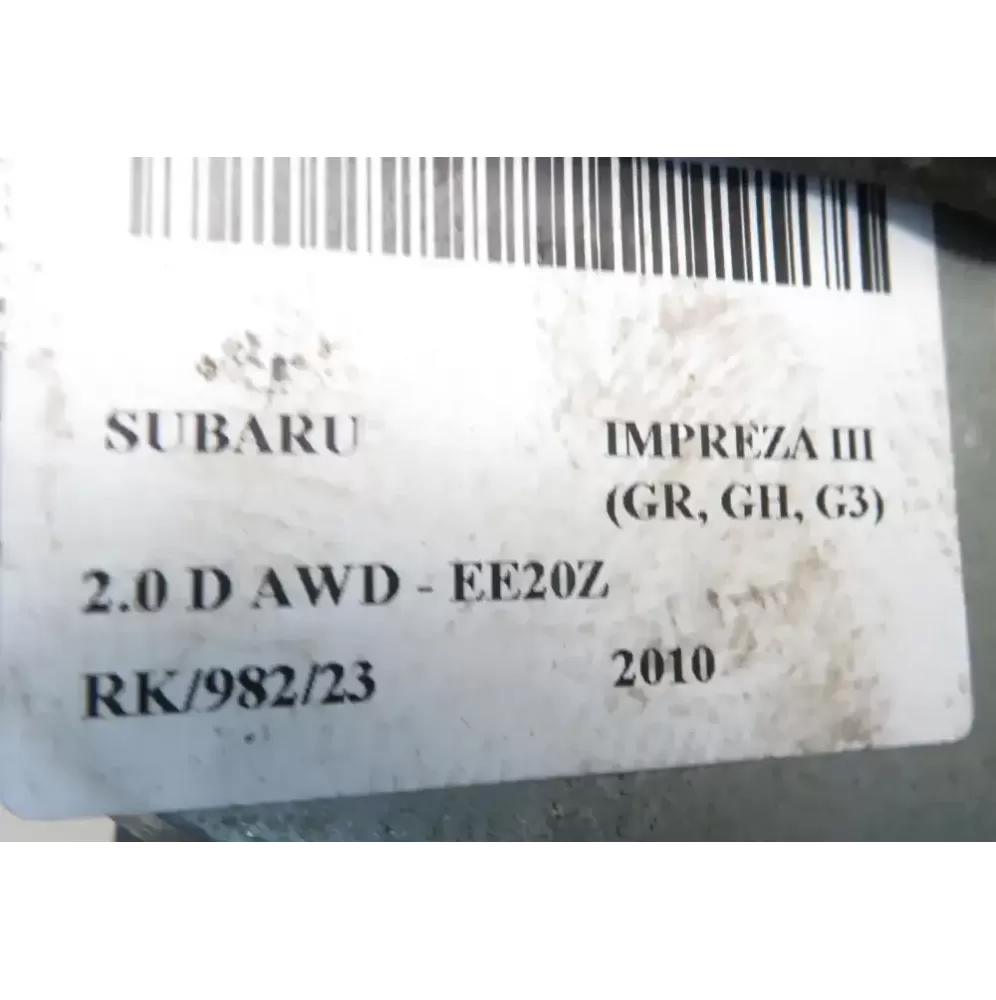 SUBARU IMPREZA III
(GR, GH, G3)
2.0 D AWD - EE20Z
RK/982/23 2010